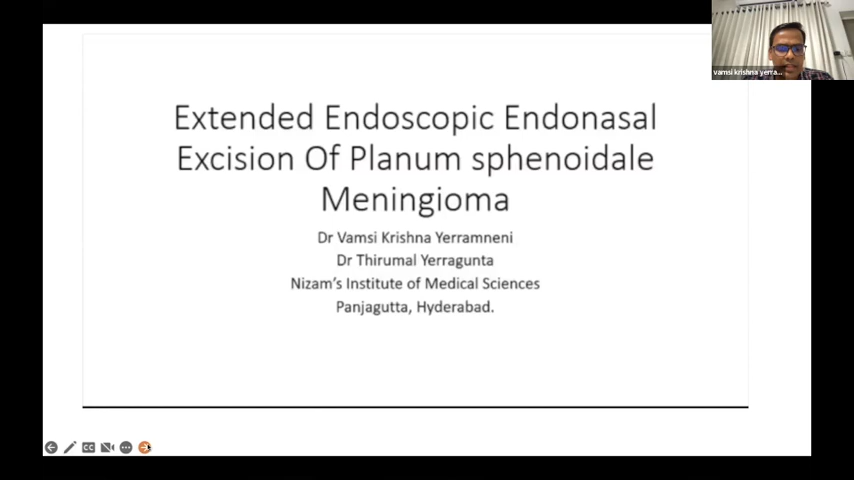 vamsi krishna yerra...
Extended Endoscopic Endonasal
Excision Of Planum sphenoidale
Meningioma
Dr Vamsi Krishna Yerramneni
Dr Thirumal Yerragunta
Nizam's Institute of Medical Sciences
Panjagutta, Hyderabad.
CC